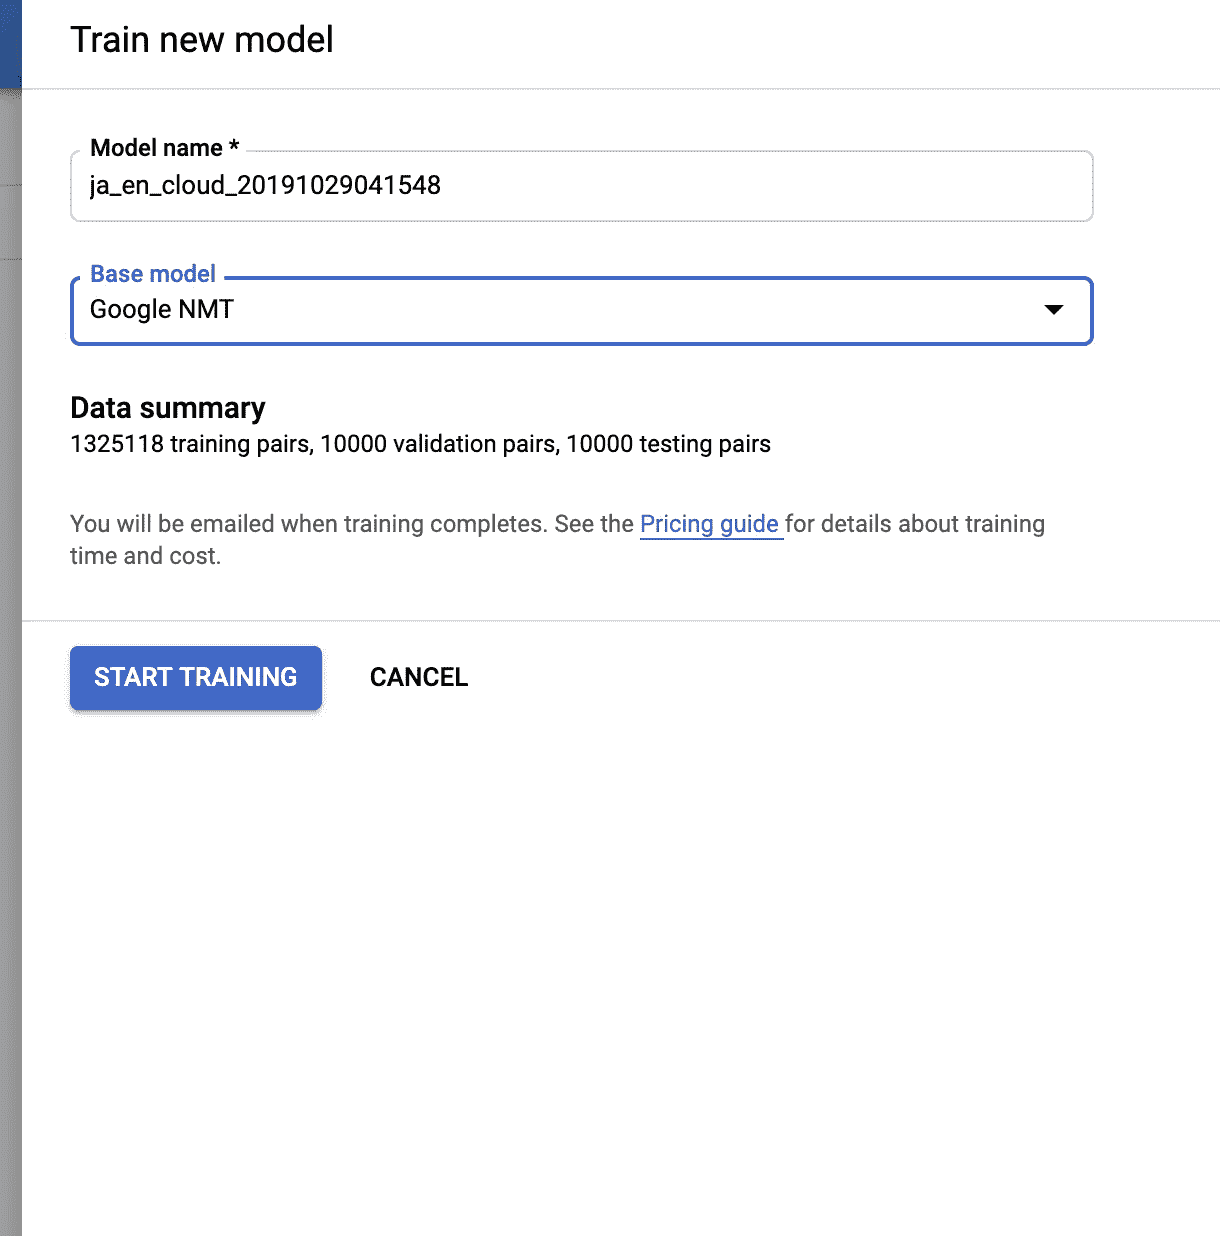 Train new model
Model name *
ja_en_cloud_20191029041548
Base model
Google NMT
Data summary
1325118 training pairs, 10000 validation pairs, 10000 testing pairs
You will be emailed when training completes. See the Pricing guide for details about training
time and cost.
START TRAINING CANCEL